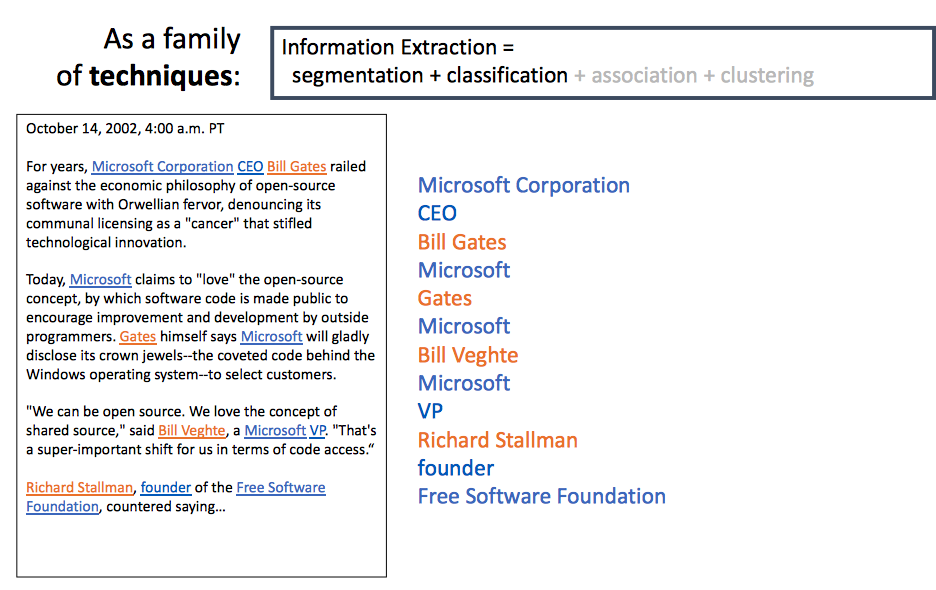 As a family
of techniques:
Information Extraction =
segmentation + classification + association + clustering
October 14, 2002, 4:00 a.m. PT
For years, Microsoft Corporation CEO Bill Gates railed
against the economic philosophy of open-source
software with Orwellian fervor, denouncing its
communal licensing as a "cancer" that stifled
technological innovation.
Today, Microsoft claims to "love" the open-source
concept, by which software code is made public to
encourage improvement and development by outside
programmers. Gates himself says Microsoft will gladly
disclose its crown jewels--the coveted code behind the
Windows operating system--to select customers.
"We can be open source. We love the concept of
shared source," said Bill Veghte, a Microsoft VP. "That's
a super-important shift for us in terms of code access.“
Richard Stallman, founder of the Free Software
Foundation, countered saying…
Microsoft Corporation
CEO
Bill Gates
Microsoft
Gates
Microsoft
Bill Veghte
Microsoft
VP
Richard Stallman
founder
Free Software Foundation